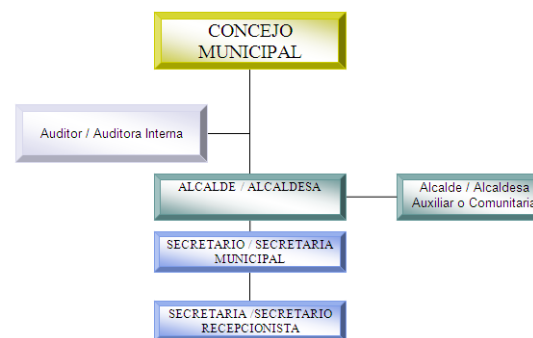 CONCEJO
MUNICIPAL
Auditor / Auditora Interna
ALCALDE / ALCALDESA
Alcalde / Alcaldesa
Auxiliar o Comunitaria
SECRETARIO / SECRETARIA
MUNICIPAL
SECRETARIA /SECRETARIO
RECEPCIONISTA